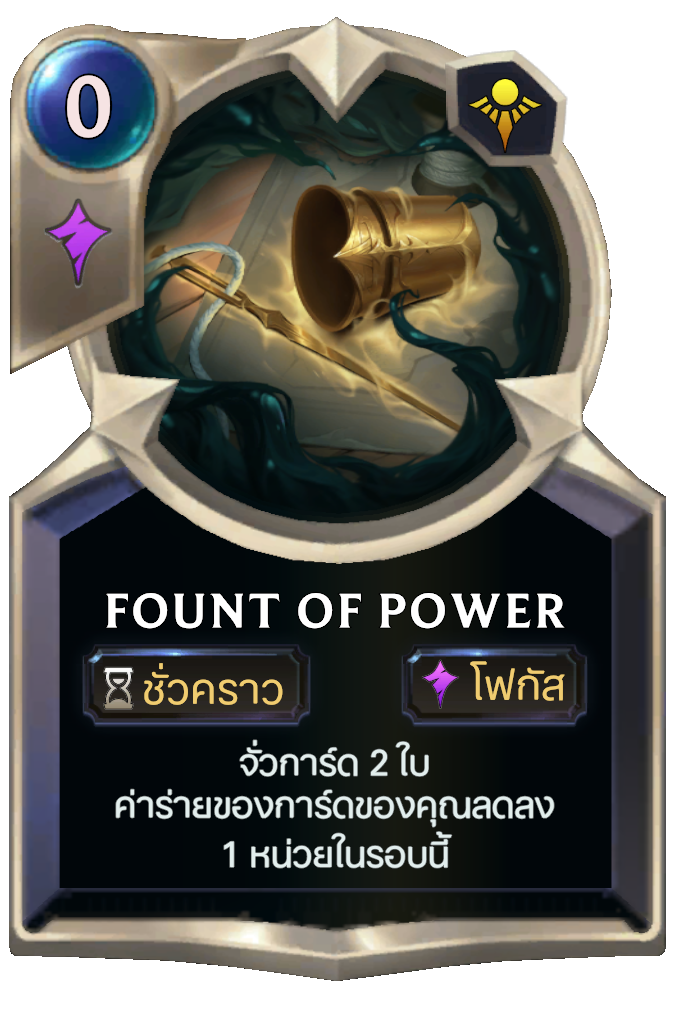 0
FOUNT OF POWER
ชั่วคราว
โฟกัส
จั่วการ์ด 2 ใบ
ค่าร่ายของการ์ดของคุณลดลง
1 หน่วยในรอบนี้